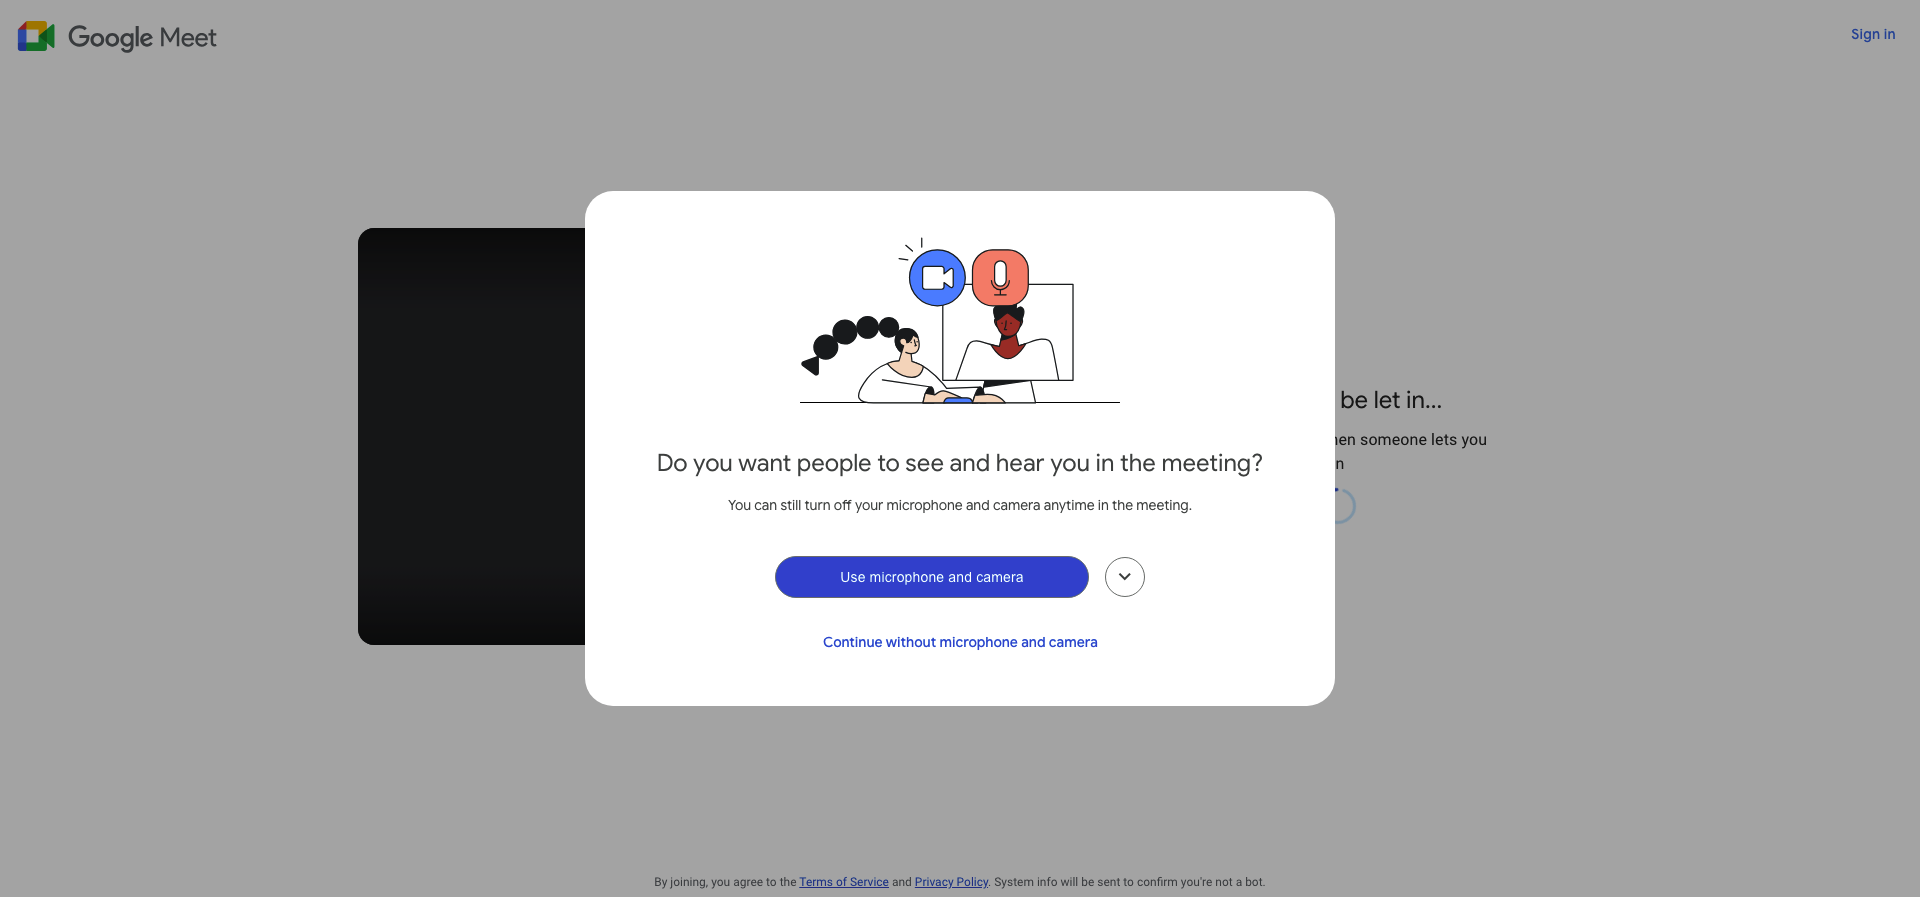 Google Meet
Sign in
be let in...
someone lets you
Do you want people to see and hear you in the meeting?
You can still turn off your microphone and camera anytime in the meeting.
Use microphone and camera
Continue without microphone and camera
By joining, you agree to the Terms of Service and Privacy Policy. System info will be sent to confirm you're not a bot.